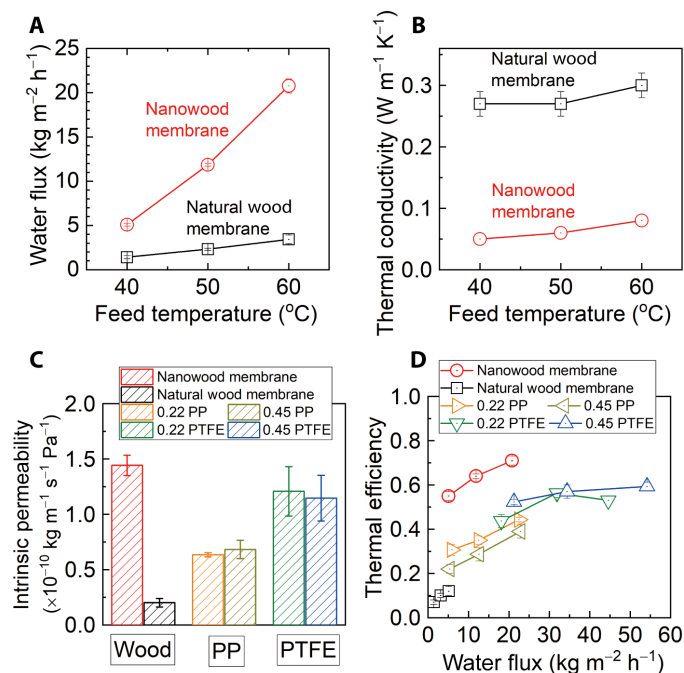 A
Water flux (kg m⁻² h⁻¹)
25
20
15
10
5
0
Nanowood
membrane
Natural wood
membrane
40
50
60
Feed temperature (°C)
B
Thermal conductivity (W m⁻¹ K⁻¹)
0.3
0.2
0.1
0.0
Natural wood
membrane
Nanowood
membrane
40
50
60
Feed temperature (°C)
C
Nanowood membrane
Natural wood membrane
0.22 PP
0.45 PP
0.22 PTFE
0.45 PTFE
Intrinsic permeability
(×10⁻¹⁰ kg m⁻¹ s⁻¹ Pa⁻¹)
2.0
1.5
1.0
0.5
0.0
Wood
PP
PTFE
D
Nanowood membrane
Natural wood membrane
0.22 PP
0.45 PP
0.22 PTFE
0.45 PTFE
Thermal efficiency
1.0
0.8
0.6
0.4
0.2
0.0
0
10
20
30
40
50
60
Water flux (kg m⁻² h⁻¹)